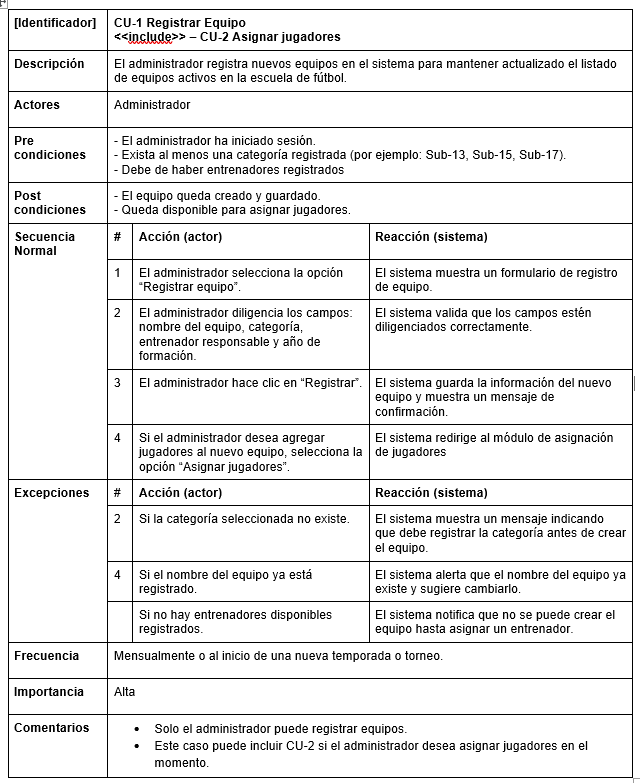 [Identificador]
CU-1 Registrar Equipo
<<include>> – CU-2 Asignar jugadores
Descripción
El administrador registra nuevos equipos en el sistema para mantener actualizado el listado
de equipos activos en la escuela de fútbol.
Actores
Administrador
Pre
condiciones
- El administrador ha iniciado sesión.
- Exista al menos una categoría registrada (por ejemplo: Sub-13, Sub-15, Sub-17).
- Debe de haber entrenadores registrados
Post
condiciones
- El equipo queda creado y guardado.
- Queda disponible para asignar jugadores.
Secuencia
Normal
#
Acción (actor)
Reacción (sistema)
1
El administrador selecciona la opción
“Registrar equipo”.
El sistema muestra un formulario de registro
de equipo.
2
El administrador diligencia los campos:
nombre del equipo, categoría,
entrenador responsable y año de
formación.
El sistema valida que los campos estén
diligenciados correctamente.
3
El administrador hace clic en “Registrar”.
El sistema guarda la información del nuevo
equipo y muestra un mensaje de
confirmación.
4
Si el administrador desea agregar
jugadores al nuevo equipo, selecciona la
opción “Asignar jugadores”.
El sistema redirige al módulo de asignación
de jugadores
Excepciones
#
Acción (actor)
Reacción (sistema)
2
Si la categoría seleccionada no existe.
El sistema muestra un mensaje indicando
que debe registrar la categoría antes de crear
el equipo.
4
Si el nombre del equipo ya está
registrado.
El sistema alerta que el nombre del equipo ya
existe y sugiere cambiarlo.
Si no hay entrenadores disponibles
registrados.
El sistema notifica que no se puede crear el
equipo hasta asignar un entrenador.
Frecuencia
Mensualmente o al inicio de una nueva temporada o torneo.
Importancia
Alta
Comentarios
• Solo el administrador puede registrar equipos.
• Este caso puede incluir CU-2 si el administrador desea asignar jugadores en el
momento.